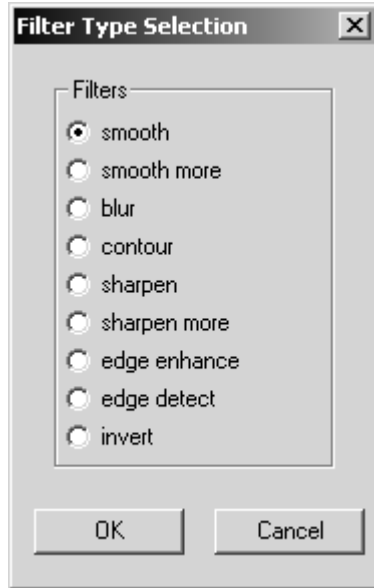 Filter Type Selection
Filters
smooth
smooth more
blur
contour
sharpen
sharpen more
edge enhance
edge detect
invert
OK Cancel